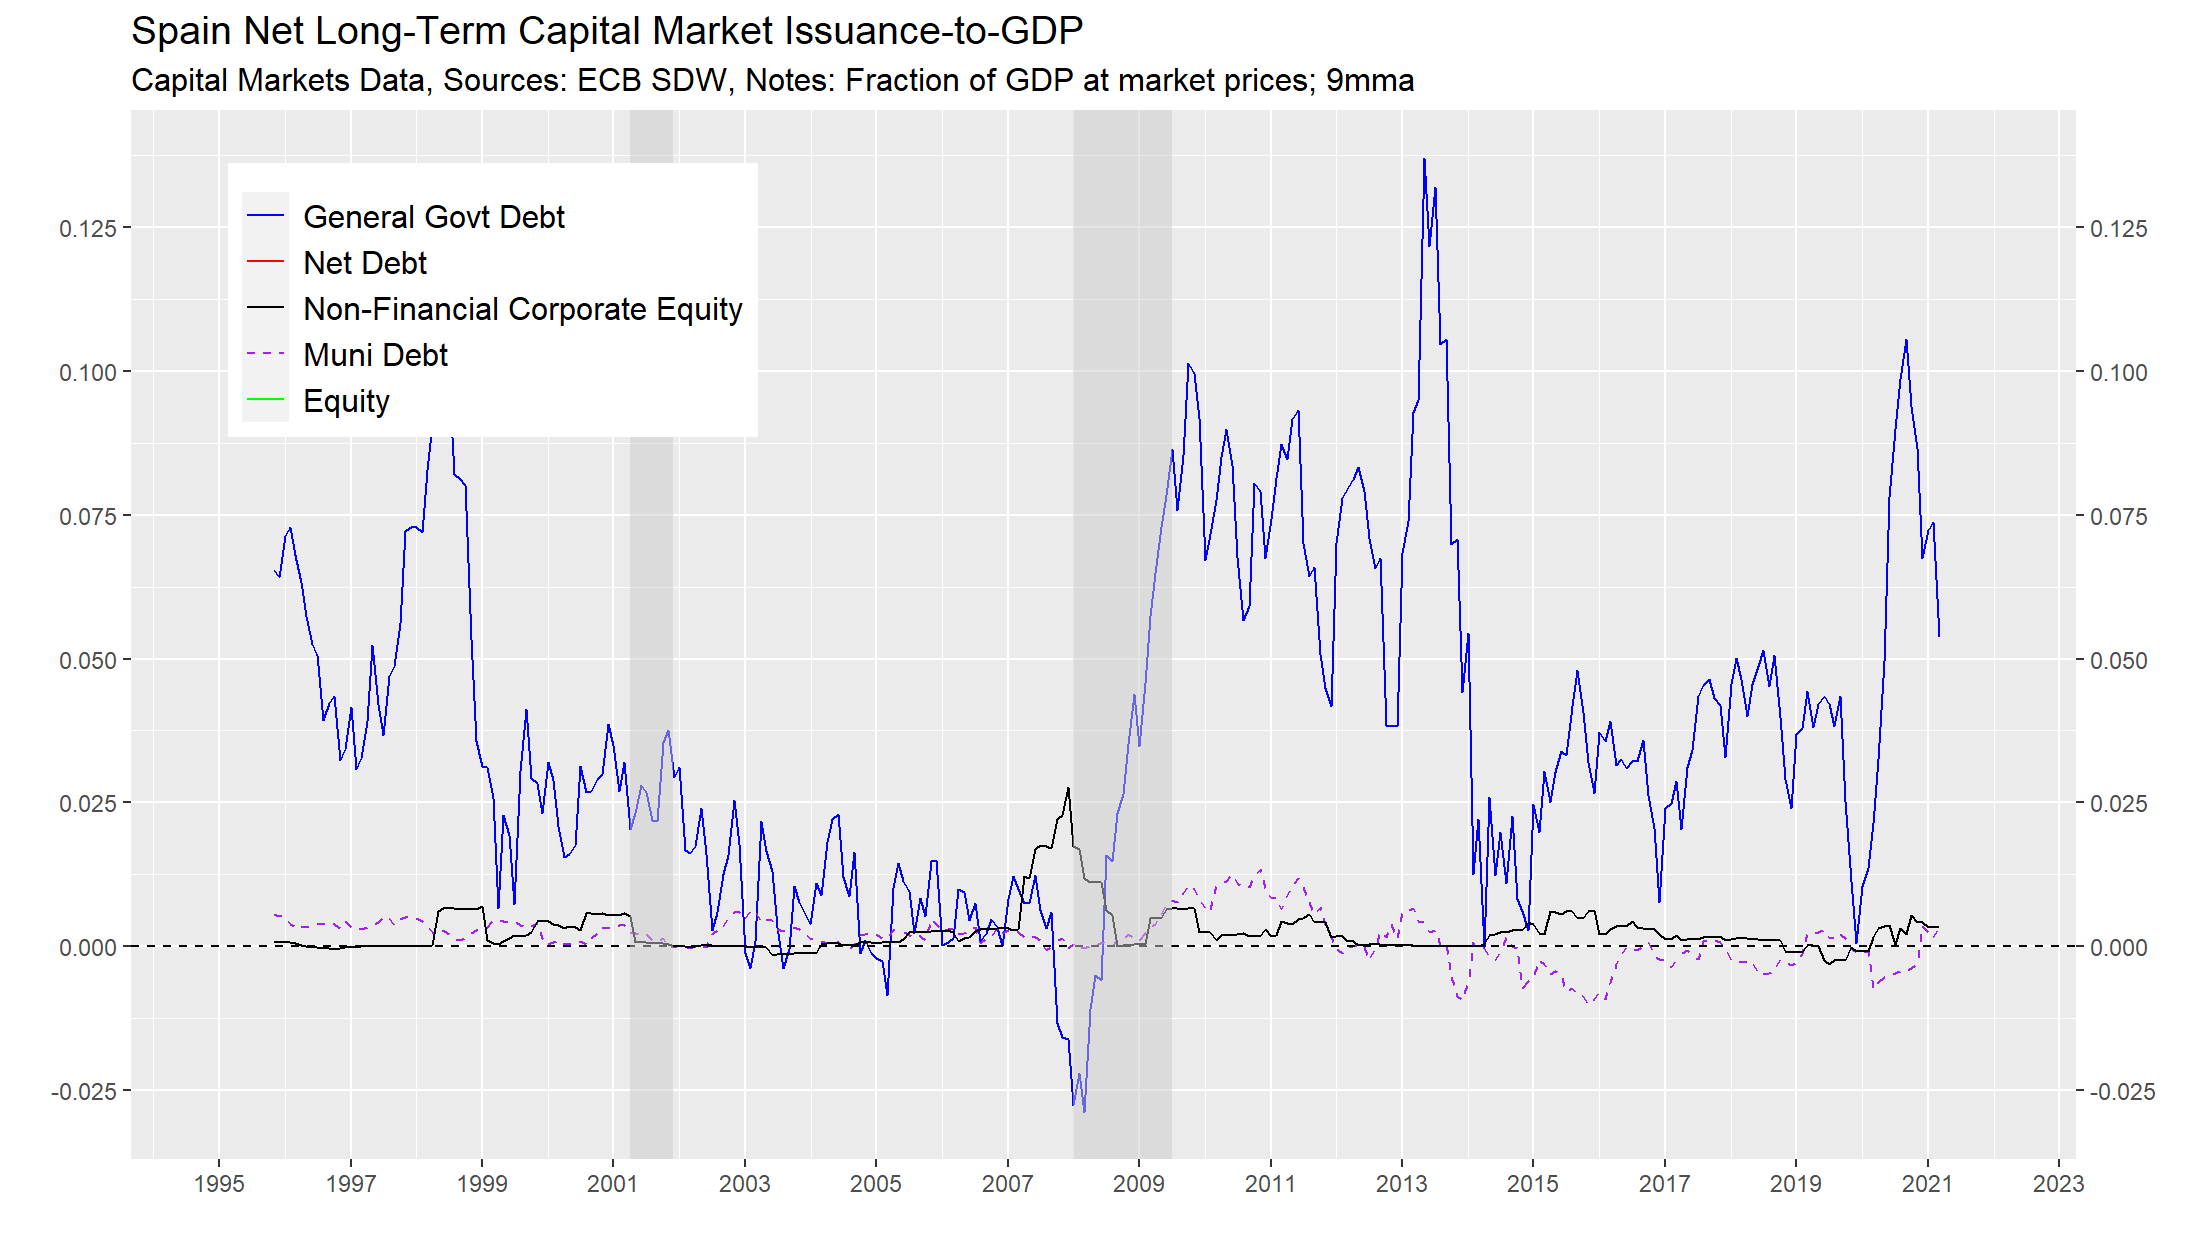 Spain Net Long-Term Capital Market Issuance-to-GDP
Capital Markets Data, Sources: ECB SDW, Notes: Fraction of GDP at market prices; 9mma
General Govt Debt
Net Debt
Non-Financial Corporate Equity
Muni Debt
Equity
0.125 0.125
0.100 0.100
0.075 0.075
0.050 0.050
0.025 0.025
0.000 0.000
-0.025 -0.025
1995 1997 1999 2001 2003 2005 2007 2009 2011 2013 2015 2017 2019 2021 2023